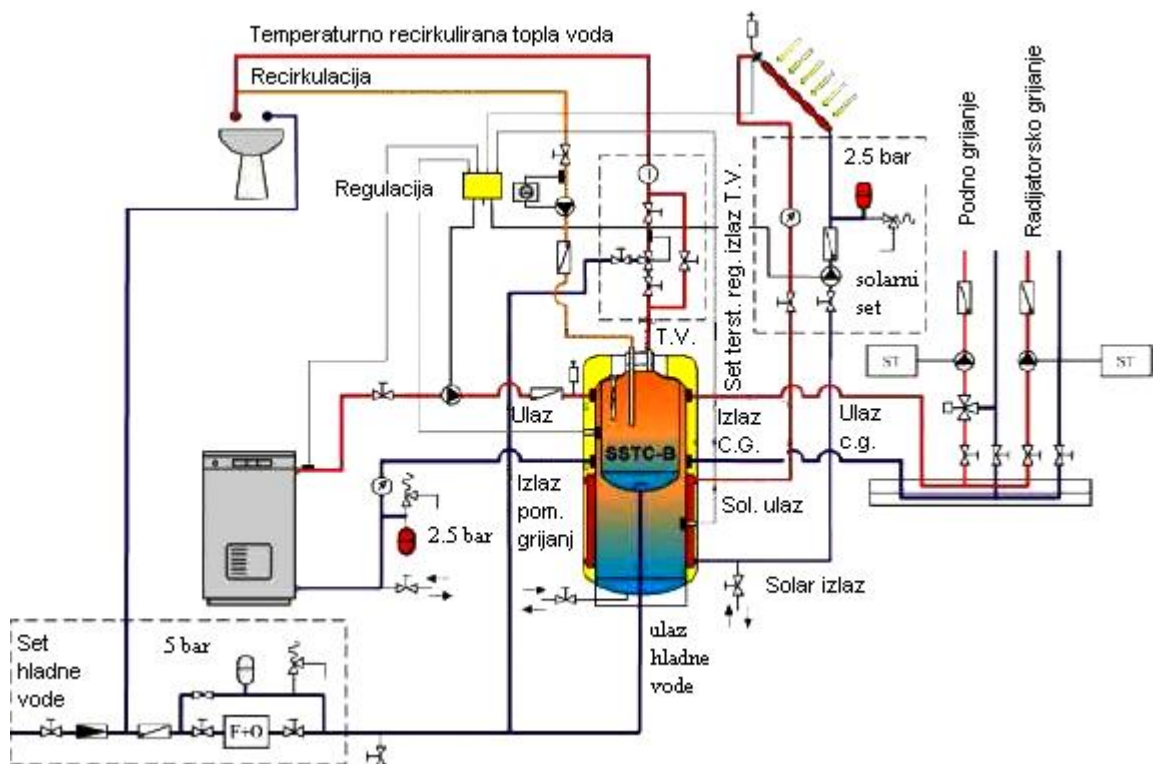 Temperaturno recirkulirana topla voda
Recirkulacija
Regulacija
2.5 bar
solarni
set
Podno grijanje
Radijatorsko grijanje
Set terst. reg. izlaz T.V.
T.V.
ST
ST
Ulaz
Izlaz
C.G.
Ulaz
c.g.
SSTC-B
Izlaz
pom.
grijanj
Sol. ulaz
2.5 bar
Solar izlaz
ulaz
hladne
vode
Set
hladne
vode
5 bar
F+O